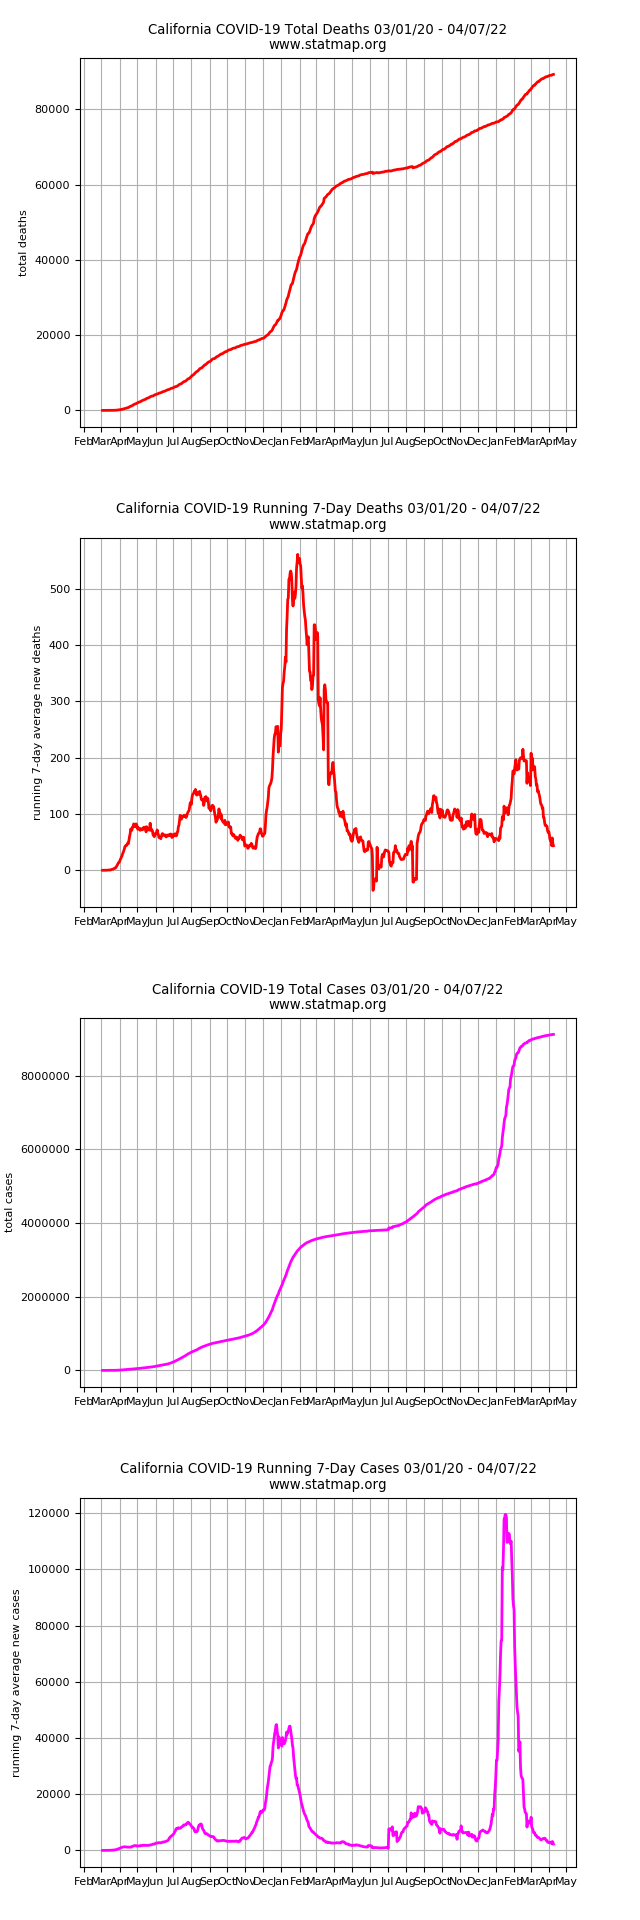 California COVID-19 Total Deaths 03/01/20 - 04/07/22
www.statmap.org
total deaths
80000
60000
40000
20000
0
Feb Mar Apr May Jun Jul Aug Sep Oct Nov Dec Jan Feb Mar Apr May Jun Jul Aug Sep Oct Nov Dec Jan Feb Mar Apr May
California COVID-19 Running 7-Day Deaths 03/01/20 - 04/07/22
www.statmap.org
running 7-day average new deaths
500
400
300
200
100
0
Feb Mar Apr May Jun Jul Aug Sep Oct Nov Dec Jan Feb Mar Apr May Jun Jul Aug Sep Oct Nov Dec Jan Feb Mar Apr May
California COVID-19 Total Cases 03/01/20 - 04/07/22
www.statmap.org
total cases
8000000
6000000
4000000
2000000
0
Feb Mar Apr May Jun Jul Aug Sep Oct Nov Dec Jan Feb Mar Apr May Jun Jul Aug Sep Oct Nov Dec Jan Feb Mar Apr May
California COVID-19 Running 7-Day Cases 03/01/20 - 04/07/22
www.statmap.org
running 7-day average new cases
120000
100000
80000
60000
40000
20000
0
Feb Mar Apr May Jun Jul Aug Sep Oct Nov Dec Jan Feb Mar Apr May Jun Jul Aug Sep Oct Nov Dec Jan Feb Mar Apr May